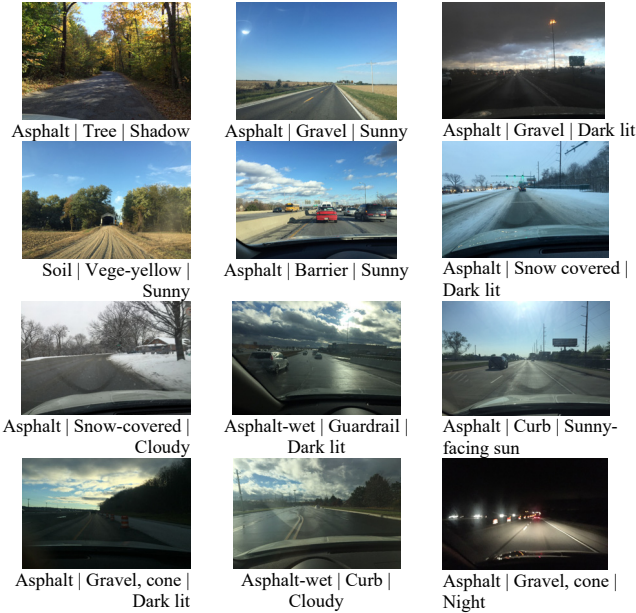 Asphalt | Tree | Shadow
Asphalt | Gravel | Sunny
Asphalt | Gravel | Dark lit
Soil | Vege-yellow |
Sunny
Asphalt | Barrier | Sunny
Asphalt | Snow covered |
Dark lit
Asphalt | Snow-covered |
Cloudy
Asphalt-wet | Guardrail |
Dark lit
Asphalt | Curb | Sunny-
facing sun
Asphalt | Gravel, cone |
Dark lit
Asphalt-wet | Curb |
Cloudy
Asphalt | Gravel, cone |
Night